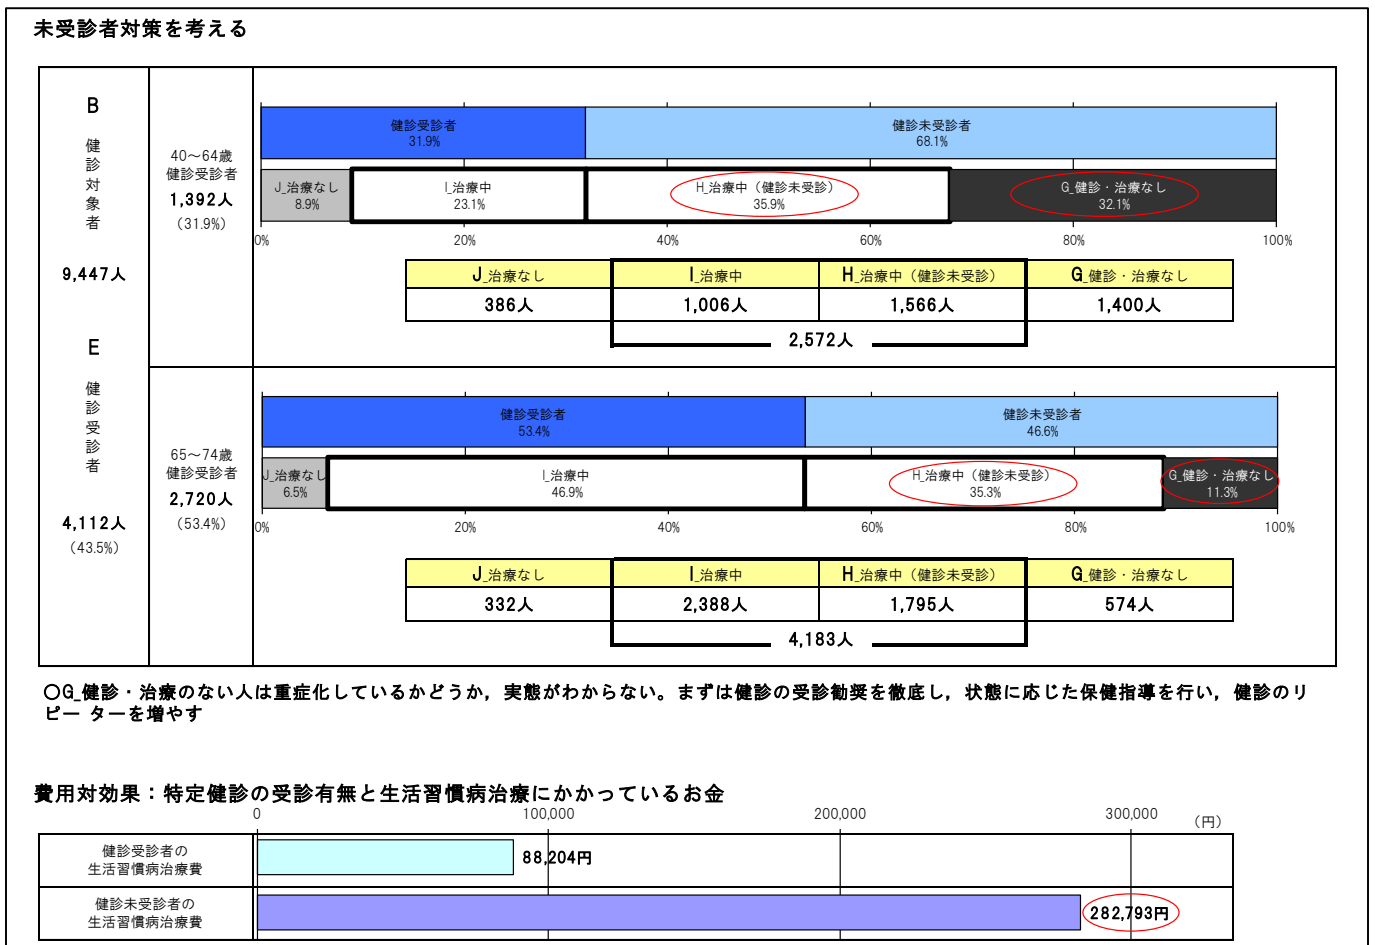 未受診者対策を考える
B
健診対象者
9,447人
E
健診受診者
4,112人
(43.5%)
40～64歳
健診受診者
1,392人
(31.9%)
健診受診者
31.9%
健診未受診者
68.1%
J_治療なし
8.9%
I_治療中
23.1%
H_治療中（健診未受診）
35.9%
G_健診・治療なし
32.1%
0% 20% 40% 60% 80% 100%
J_治療なし I_治療中 H_治療中（健診未受診） G_健診・治療なし
386人 1,006人 1,566人 1,400人
2,572人
65～74歳
健診受診者
2,720人
(53.4%)
健診受診者
53.4%
健診未受診者
46.6%
J_治療なし
6.5%
I_治療中
46.9%
H_治療中（健診未受診）
35.3%
G_健診・治療なし
11.3%
0% 20% 40% 60% 80% 100%
J_治療なし I_治療中 H_治療中（健診未受診） G_健診・治療なし
332人 2,388人 1,795人 574人
4,183人
○G_健診・治療のない人は重症化しているかどうか，実態がわからない。まずは健診の受診勧奨を徹底し，状態に応じた保健指導を行い，健診のリ
ピー ターを増やす
費用対効果：特定健診の受診有無と生活習慣病治療にかかっているお金
0 100,000 200,000 300,000 （円）
健診受診者の
生活習慣病治療費
88,204円
健診未受診者の
生活習慣病治療費
282,793円